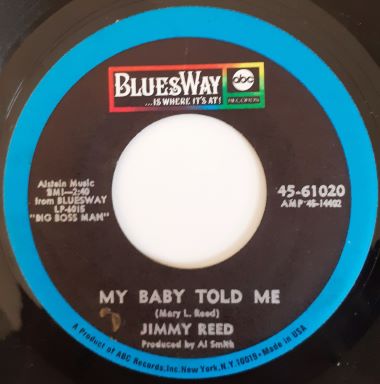 BLUESWAY
...IS WHERE IT'S AT!
abc
RECORDS
Alstein Music
BMI—2:40
from BLUESWAY
LP-6015
"BIG BOSS MAN"
45-61020
AMP 45-14402
MY BABY TOLD ME
(Mary L. Reed)
JIMMY REED
Produced by Al Smith
A Product of ABC Records, Inc. New York, N.Y. 10019 • Made in USA